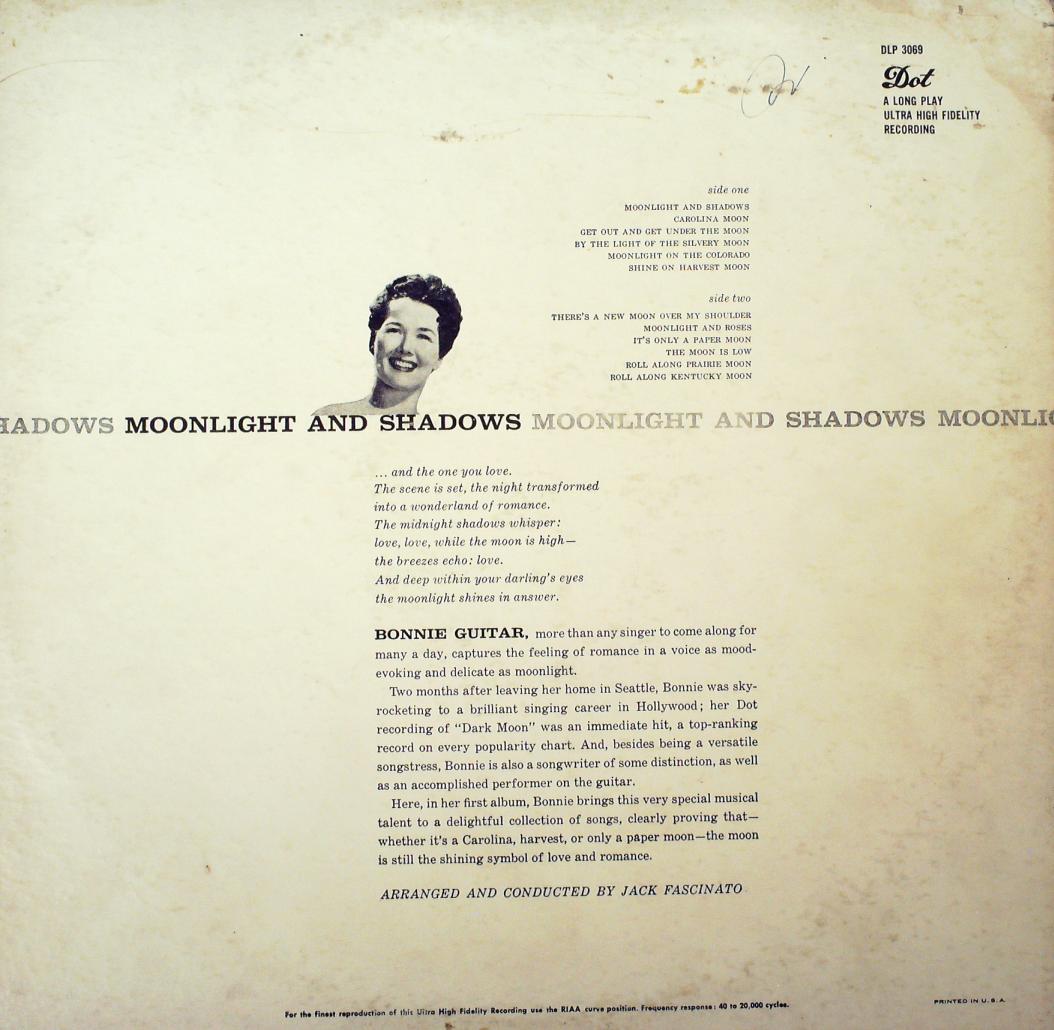 DLP 3069
Dot
A LONG PLAY
ULTRA HIGH FIDELITY
RECORDING
side one
MOONLIGHT AND SHADOWS
CAROLINA MOON
GET OUT AND GET UNDER THE MOON
BY THE LIGHT OF THE SILVERY MOON
MOONLIGHT ON THE COLORADO
SHINE ON HARVEST MOON
side two
THERE'S A NEW MOON OVER MY SHOULDER
MOONLIGHT AND ROSES
IT'S ONLY A PAPER MOON
THE MOON IS LOW
ROLL ALONG PRAIRIE MOON
ROLL ALONG KENTUCKY MOON
HADOWS MOONLIGHT AND SHADOWS MOONLIGHT AND SHADOWS MOONLIG
... and the one you love.
The scene is set, the night transformed
into a wonderland of romance.
The midnight shadows whisper:
love, love, while the moon is high—
the breezes echo: love.
And deep within your darling's eyes
the moonlight shines in answer.
BONNIE GUITAR, more than any singer to come along for
many a day, captures the feeling of romance in a voice as mood-
evoking and delicate as moonlight.
Two months after leaving her home in Seattle, Bonnie was sky-
rocketing to a brilliant singing career in Hollywood; her Dot
recording of "Dark Moon" was an immediate hit, a top-ranking
record on every popularity chart. And, besides being a versatile
songstress, Bonnie is also a songwriter of some distinction, as well
as an accomplished performer on the guitar.
Here, in her first album, Bonnie brings this very special musical
talent to a delightful collection of songs, clearly proving that—
whether it's a Carolina, harvest, or only a paper moon—the moon
is still the shining symbol of love and romance.
ARRANGED AND CONDUCTED BY JACK FASCINATO
For the finest reproduction of this Ultra High Fidelity Recording use the RIAA curve position. Frequency response: 40 to 20,000 cycles.
PRINTED IN U.S.A.